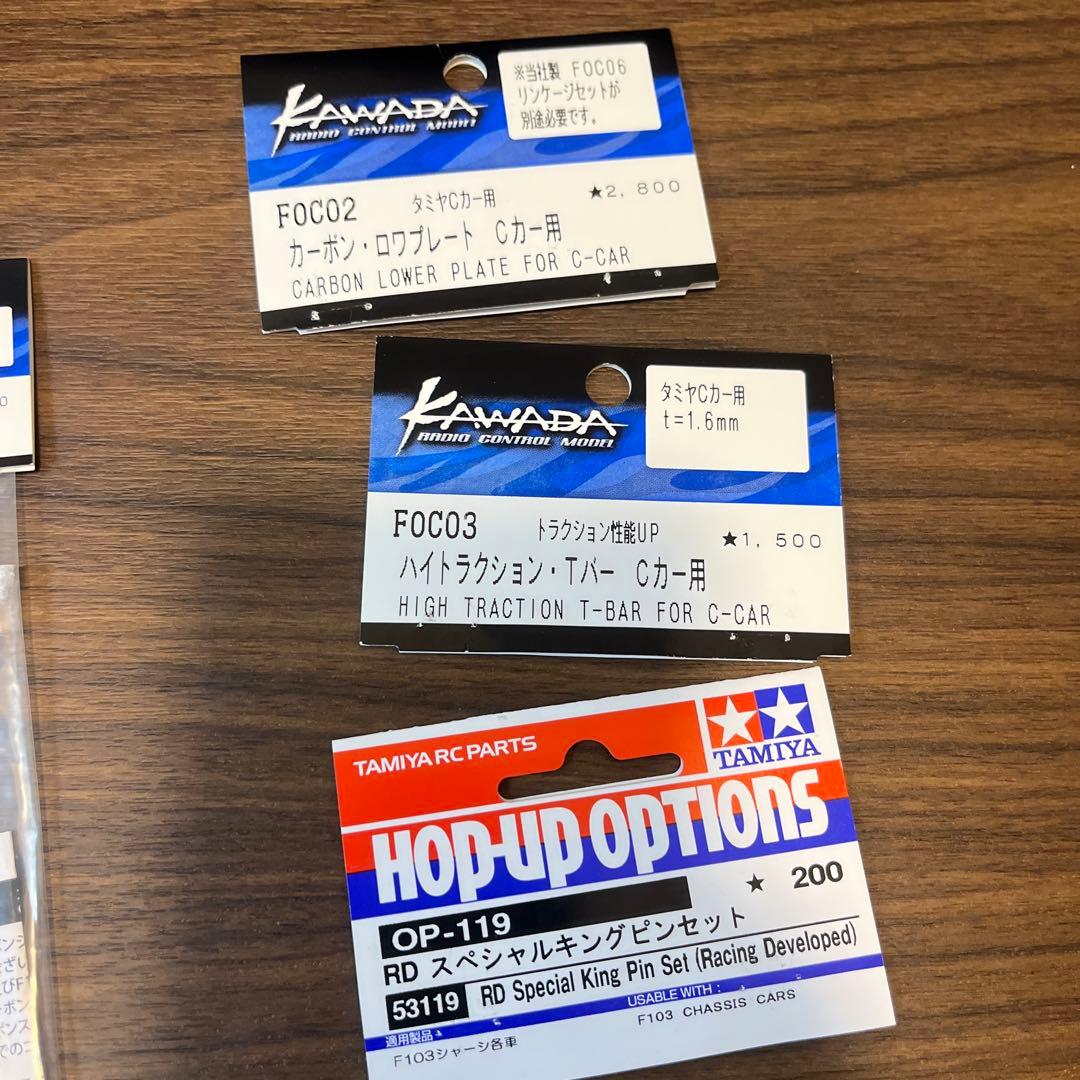 KAWADA
RADIO CONTROL MODEL
※当社製 FOC06
リンケージセットが
別途必要です。
FOC02
タミヤCカー用
★2,800
カーボン・ロワプレート Cカー用
CARBON LOWER PLATE FOR C-CAR
KAWADA
RADIO CONTROL MODEL
タミヤCカー用
t=1.6mm
FOC03
トラクション性能UP
★1,500
ハイトラクション・Tバー Cカー用
HIGH TRACTION T-BAR FOR C-CAR
TAMIYA RC PARTS
TAMIYA
HOP-UP OPTIONS
OP-119
★ 200
RD スペシャルキングピンセット
53119
RD Special King Pin Set (Racing Developed)
適用製品
USABLE WITH :
F103シャーシ各車
F103 CHASSIS CARS